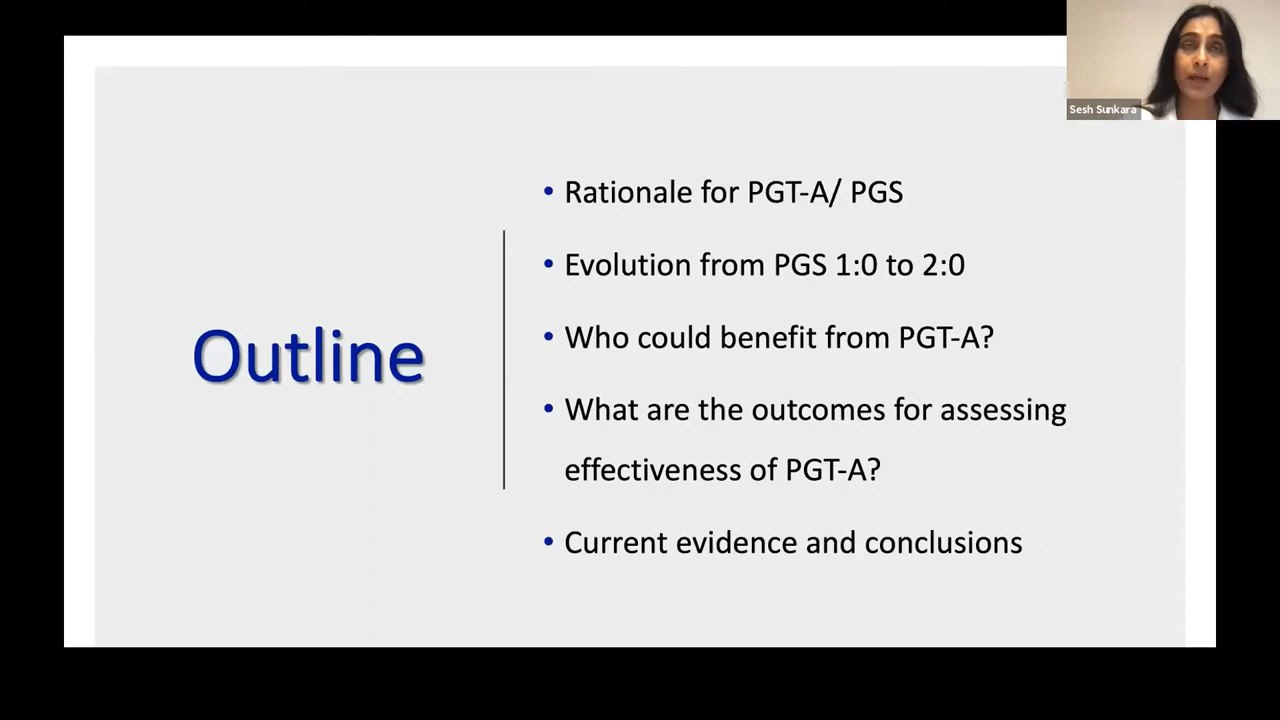 Sesh Sunkara
Outline
• Rationale for PGT-A/ PGS
• Evolution from PGS 1:0 to 2:0
• Who could benefit from PGT-A?
• What are the outcomes for assessing
effectiveness of PGT-A?
• Current evidence and conclusions